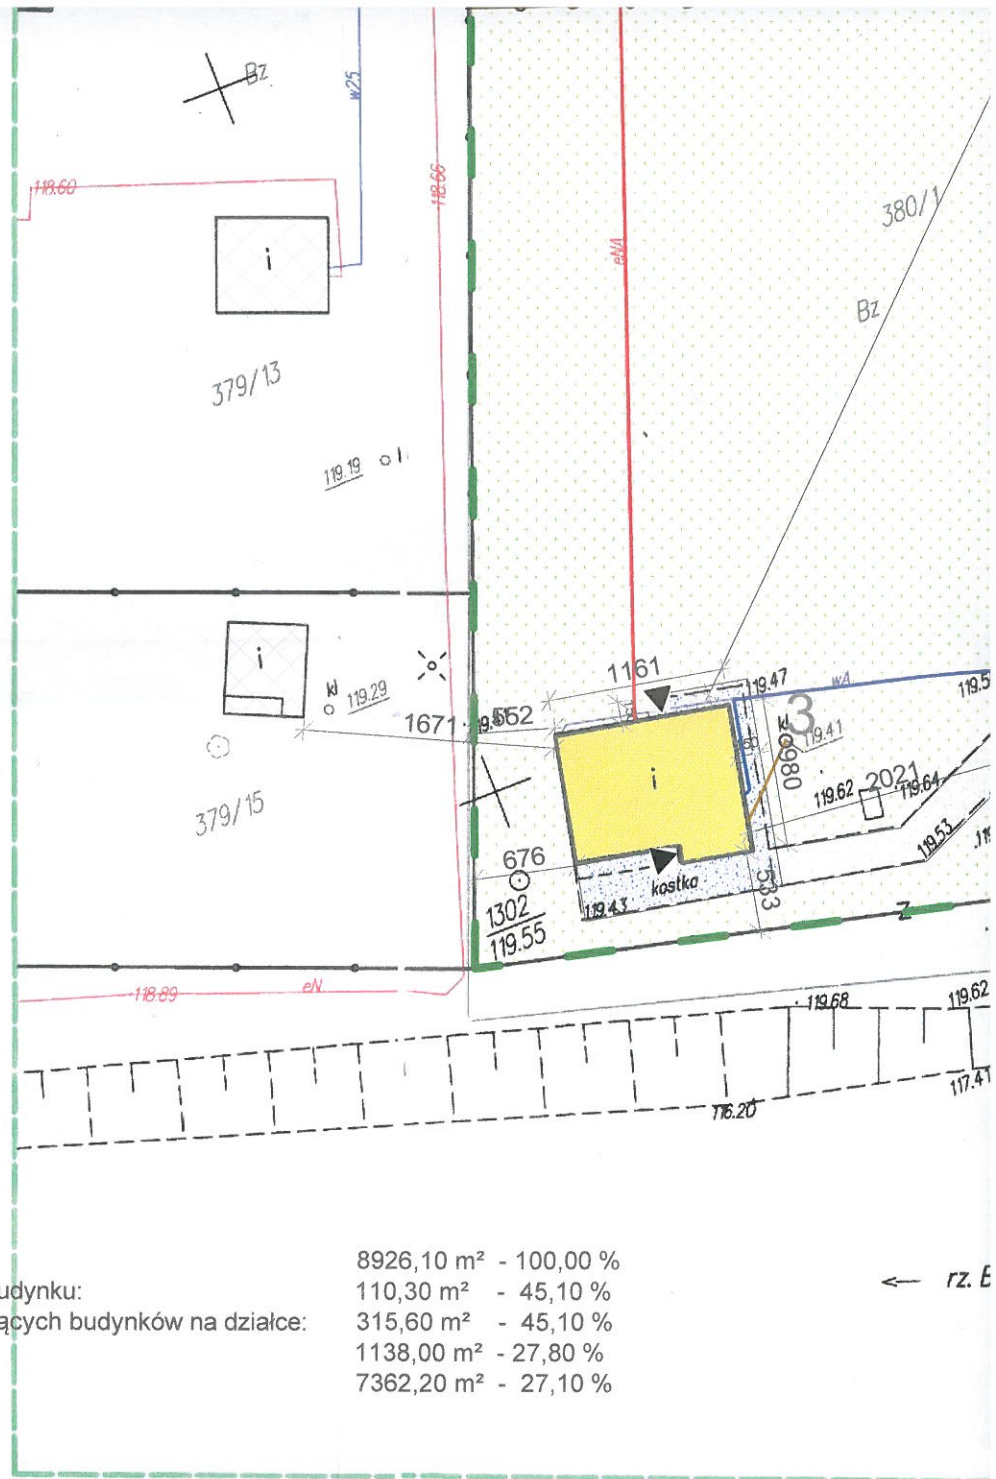 Bz
w25
118.60
118.66
eNA
380/1
i
Bz
379/13
119.19
i
kł
119.29
1161
119.47
wA
1671
552
3
kł
119.41
980
i
379/15
119.62
2021
119.64
676
kostka
533
119.53
119.43
1302
119.55
Z
118.89
eN
119.68
119.62
117.41
116.20
8926,10 m² - 100,00 %
udynku: 110,30 m² - 45,10 %
ących budynków na działce: 315,60 m² - 45,10 %
1138,00 m² - 27,80 %
7362,20 m² - 27,10 %
← rz.